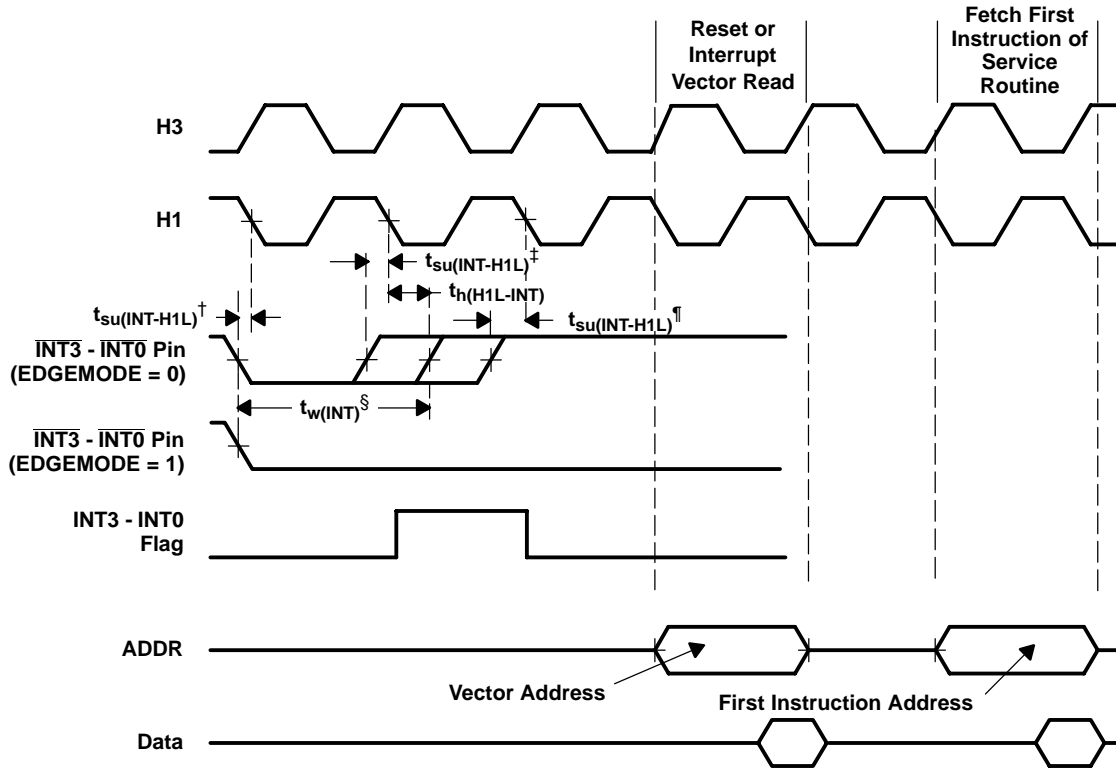 Reset or
Interrupt
Vector Read
Fetch First
Instruction of
Service
Routine
H3
H1
tsu(INT-H1L)‡
th(H1L-INT)
tsu(INT-H1L)†
tsu(INT-H1L)¶
INT3 - INT0 Pin
(EDGEMODE = 0)
tw(INT)§
INT3 - INT0 Pin
(EDGEMODE = 1)
INT3 - INT0
Flag
ADDR
Vector Address
First Instruction Address
Data